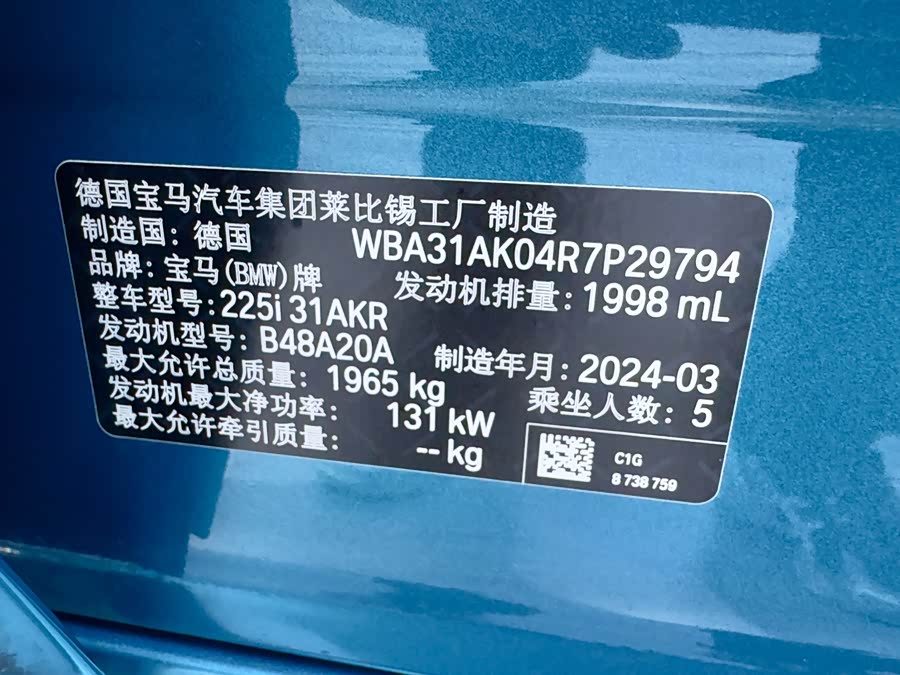 德国宝马汽车集团莱比锡工厂制造
制造国：德国 WBA31AK04R7P29794
品牌：宝马(BMW)牌
整车型号：225i 31AKR 发动机排量：1998 mL
发动机型号：B48A20A
最大允许总质量：1965 kg 制造年月：2024-03
发动机最大净功率：131 kW 乘坐人数：5
最大允许牵引质量：-- kg
C1G
8 738 759